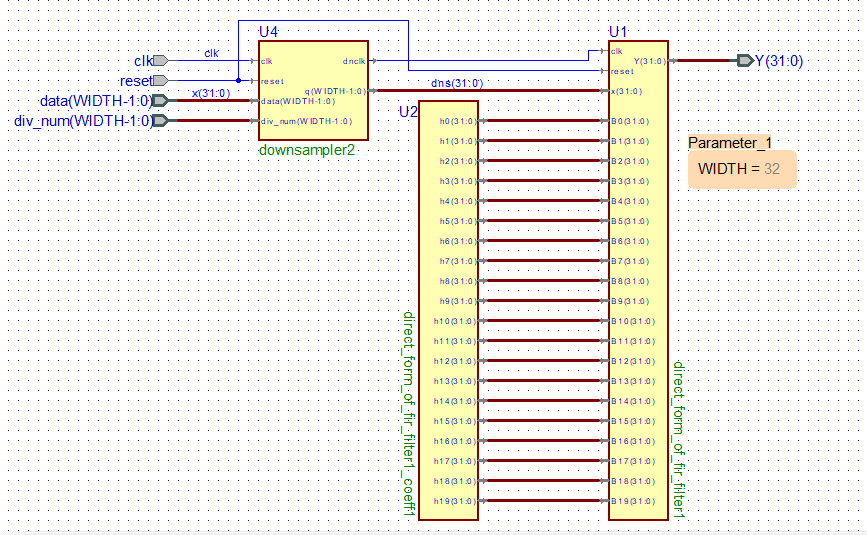 U4
U1
clk
clk
clk
dnclk
clk
Y(31:0)
Y(31:0)
reset
reset
reset
data(WIDTH-1:0)
x(31:0)
q(WIDTH-1:0)
data(WIDTH-1:0)
dns(31:0)
x(31:0)
div_num(WIDTH-1:0)
div_num(WIDTH-1:0)
downsampler2
U2
h0(31:0)
B0(31:0)
h1(31:0)
B1(31:0)
Parameter_1
h2(31:0)
B2(31:0)
WIDTH = 32
h3(31:0)
B3(31:0)
h4(31:0)
B4(31:0)
h5(31:0)
B5(31:0)
h6(31:0)
B6(31:0)
h7(31:0)
B7(31:0)
h8(31:0)
B8(31:0)
h9(31:0)
B9(31:0)
h10(31:0)
B10(31:0)
h11(31:0)
B11(31:0)
h12(31:0)
B12(31:0)
h13(31:0)
B13(31:0)
h14(31:0)
B14(31:0)
h15(31:0)
B15(31:0)
h16(31:0)
B16(31:0)
h17(31:0)
B17(31:0)
h18(31:0)
B18(31:0)
h19(31:0)
B19(31:0)
direct_form_of_fir_filter1_coeff1
direct_form_of_fir_filter1